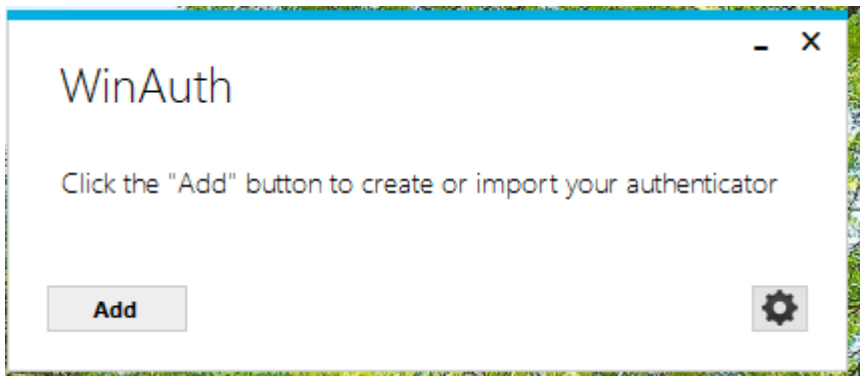 WinAuth
Click the "Add" button to create or import your authenticator
Add